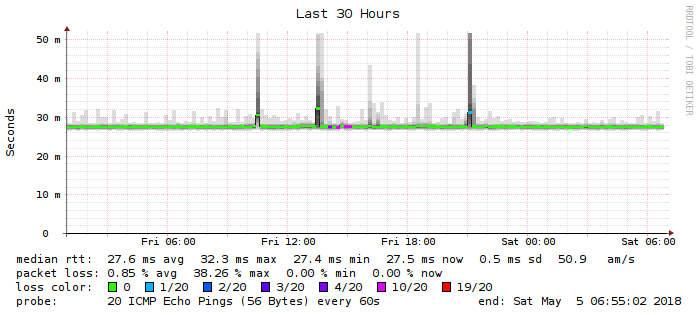 Last 30 Hours
RRDTOOL / TOBI OETIKER
Seconds
50 m
40 m
30 m
20 m
10 m
0
Fri 06:00 Fri 12:00 Fri 18:00 Sat 00:00 Sat 06:00
median rtt: 27.6 ms avg 32.3 ms max 27.4 ms min 27.5 ms now 0.5 ms sd 50.9 am/s
packet loss: 0.85 % avg 38.26 % max 0.00 % min 0.00 % now
loss color: 0 1/20 2/20 3/20 4/20 10/20 19/20
probe: 20 ICMP Echo Pings (56 Bytes) every 60s end: Sat May 5 06:55:02 2018